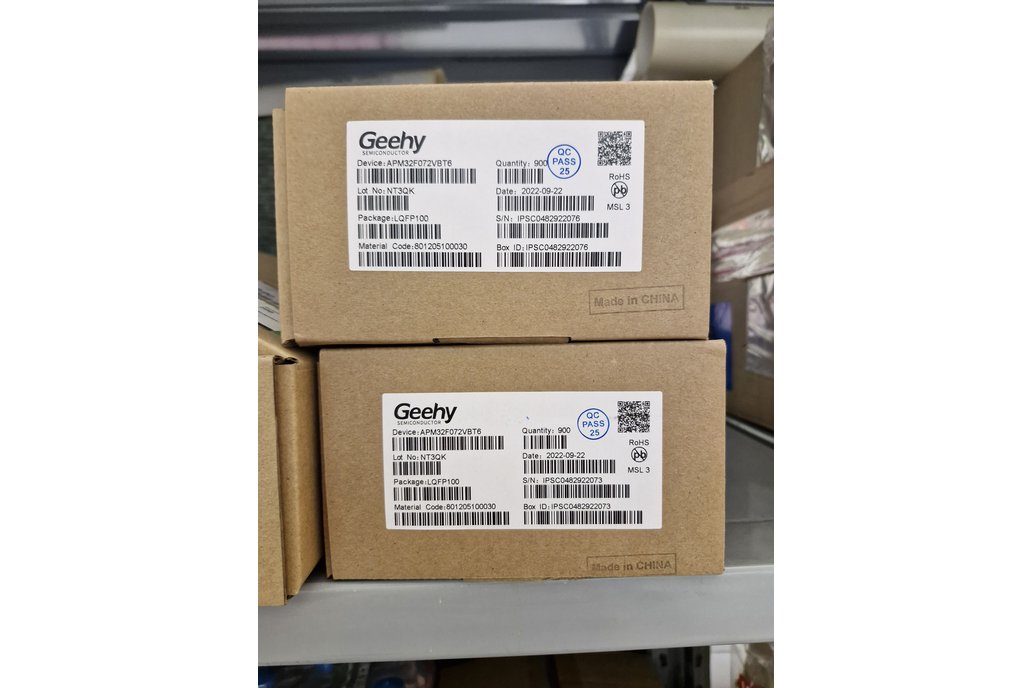 Geehy
SEMICONDUCTOR
Device:APM32F072VBT6
Quantity: 900
QC
PASS
25
Lot No:NT3QK
Date: 2022-09-22
RoHS
Pb
Package:LQFP100
S/N: IPSC0482922076
MSL 3
Material Code:801205100030
Box ID:IPSC0482922076
Made in CHINA
Geehy
SEMICONDUCTOR
Device:APM32F072VBT6
Quantity: 900
QC
PASS
25
Lot No:NT3QK
Date: 2022-09-22
RoHS
Pb
Package:LQFP100
S/N: IPSC0482922073
MSL 3
Material Code:801205100030
Box ID:IPSC0482922073
Made in CHINA